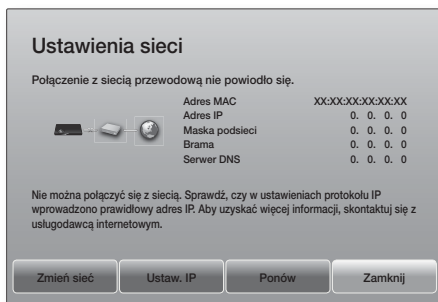 Ustawienia sieci
Połączenie z siecią przewodową nie powiodło się.
Adres MAC XX:XX:XX:XX:XX:XX
Adres IP 0. 0. 0. 0
Maska podsieci 0. 0. 0. 0
Brama 0. 0. 0. 0
Serwer DNS 0. 0. 0. 0
Nie można połączyć się z siecią. Sprawdź, czy w ustawieniach protokołu IP
wprowadzono prawidłowy adres IP. Aby uzyskać więcej informacji, skontaktuj się z
usługodawcą internetowym.
Zmień sieć Ustaw. IP Ponów Zamknij